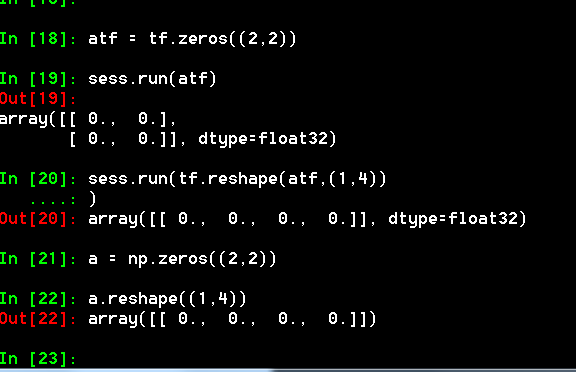 In [18]: atf = tf.zeros((2,2))
In [19]: sess.run(atf)
Out[19]:
array([[ 0.,  0.],
       [ 0.,  0.]], dtype=float32)
In [20]: sess.run(tf.reshape(atf,(1,4))
   ....: )
Out[20]: array([[ 0.,  0.,  0.,  0.]], dtype=float32)
In [21]: a = np.zeros((2,2))
In [22]: a.reshape((1,4))
Out[22]: array([[ 0.,  0.,  0.,  0.]])
In [23]: